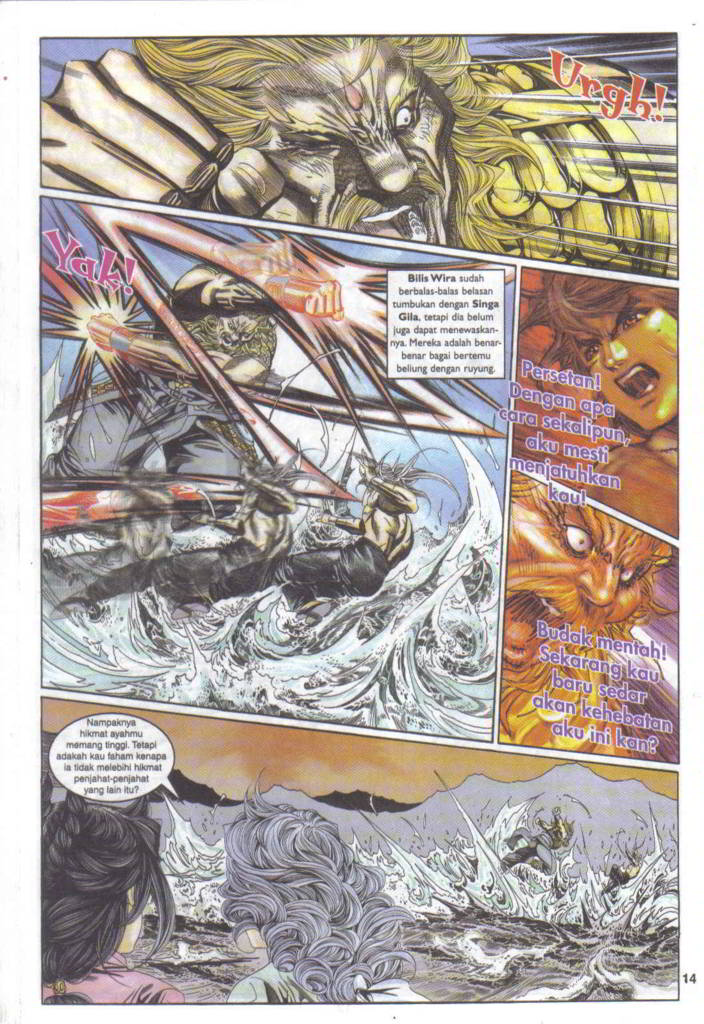 Urgh!
Yak!
Bilis Wira sudah
berbalas-balas belasan
tumbukan dengan Singa
Gila, tetapi dia belum
juga dapat menewaskan-
nya. Mereka adalah benar-
benar bagai bertemu
beliung dengan ruyung.
Persetan!
Dengan apa
cara sekalipun,
aku mesti
menjatuhkan
kau!
Budak mentah!
Sekarang kau
baru sedar
akan kehebatan
aku ini kan?
Nampaknya
hikmat ayahmu
memang tinggi. Tetapi
adakah kau faham kenapa
ia tidak melebihi hikmat
penjahat-penjahat
yang lain itu?
14